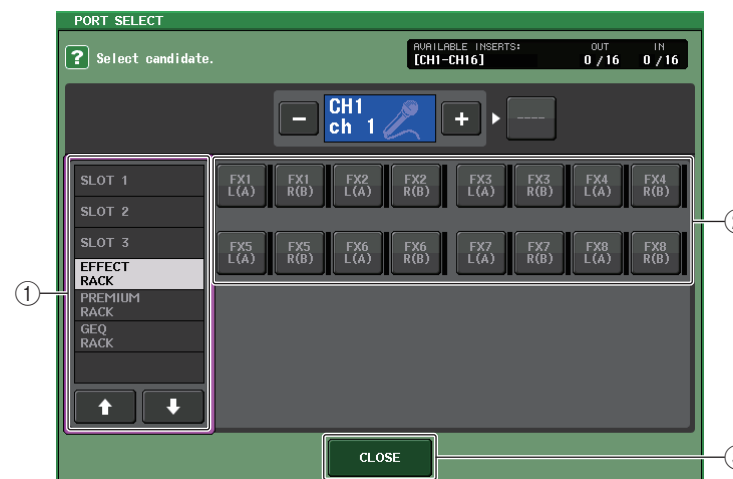 PORT SELECT
? Select candidate.
AVAILABLE INSERTS: OUT IN
[CH1-CH16] 0 /16 0 /16
CH1
ch 1
− + ----
SLOT 1
SLOT 2
SLOT 3
EFFECT
RACK
PREMIUM
RACK
GEQ
RACK
FX1 FX1 FX2 FX2 FX3 FX3 FX4 FX4
L(A) R(B) L(A) R(B) L(A) R(B) L(A) R(B)
FX5 FX5 FX6 FX6 FX7 FX7 FX8 FX8
L(A) R(B) L(A) R(B) L(A) R(B) L(A) R(B)
1
CLOSE